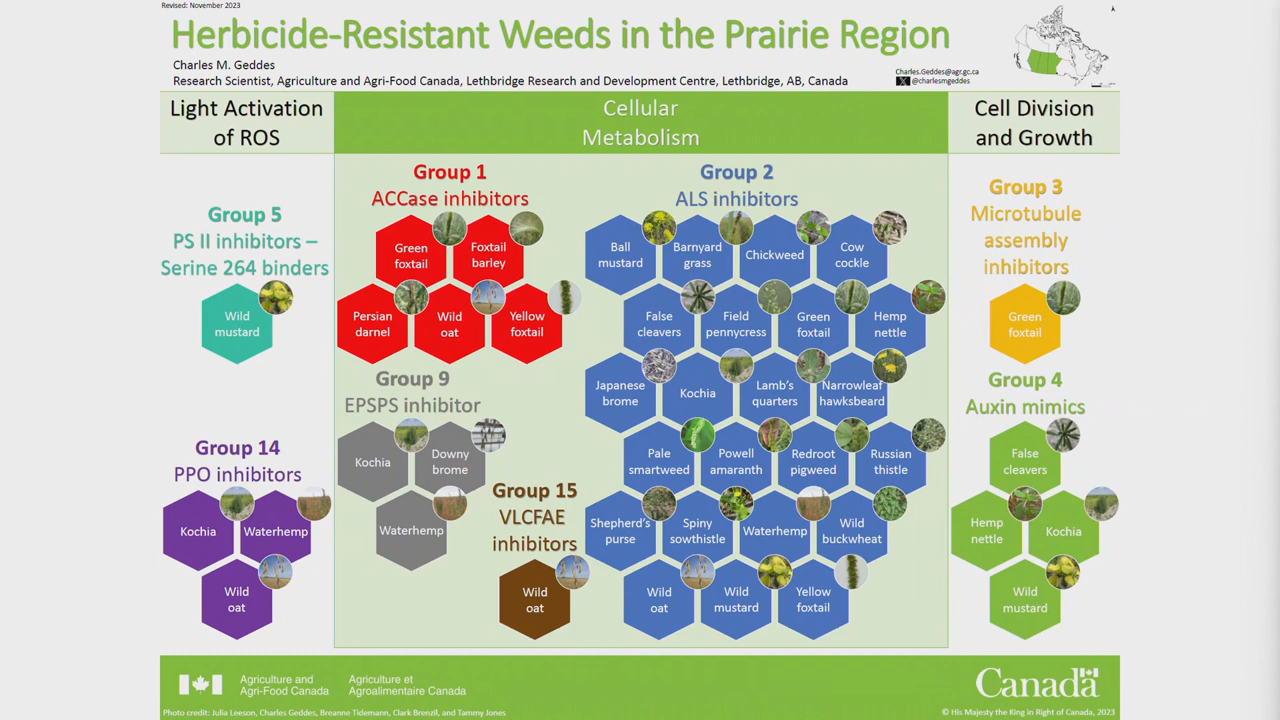 Revised: November 2023
Herbicide-Resistant Weeds in the Prairie Region
Charles M. Geddes
Research Scientist, Agriculture and Agri-Food Canada, Lethbridge Research and Development Centre, Lethbridge, AB, Canada
Charles.Geddes@agr.gc.ca
@charlesmgeddes
Light Activation
of ROS
Cellular
Metabolism
Cell Division
and Growth
Group 5
PS II inhibitors –
Serine 264 binders
Wild
mustard
Group 14
PPO inhibitors
Kochia
Waterhemp
Wild
oat
Group 1
ACCase inhibitors
Green
foxtail
Foxtail
barley
Persian
darnel
Wild
oat
Yellow
foxtail
Group 9
EPSPS inhibitor
Kochia
Downy
brome
Waterhemp
Group 15
VLCFAE
inhibitors
Wild
oat
Group 2
ALS inhibitors
Ball
mustard
Barnyard
grass
Chickweed
Cow
cockle
False
cleavers
Field
pennycress
Green
foxtail
Hemp
nettle
Japanese
brome
Kochia
Lamb's
quarters
Narrowleaf
hawksbeard
Pale
smartweed
Powell
amaranth
Redroot
pigweed
Russian
thistle
Shepherd's
purse
Spiny
sowthistle
Waterhemp
Wild
buckwheat
Wild
oat
Wild
mustard
Yellow
foxtail
Group 3
Microtubule
assembly
inhibitors
Green
foxtail
Group 4
Auxin mimics
False
cleavers
Hemp
nettle
Kochia
Wild
mustard
Agriculture and
Agri-Food Canada
Agriculture et
Agroalimentaire Canada
Canada
Photo credit: Julia Leeson, Charles Geddes, Breanne Tidemann, Clark Brenzil, and Tammy Jones
© His Majesty the King in Right of Canada, 2023